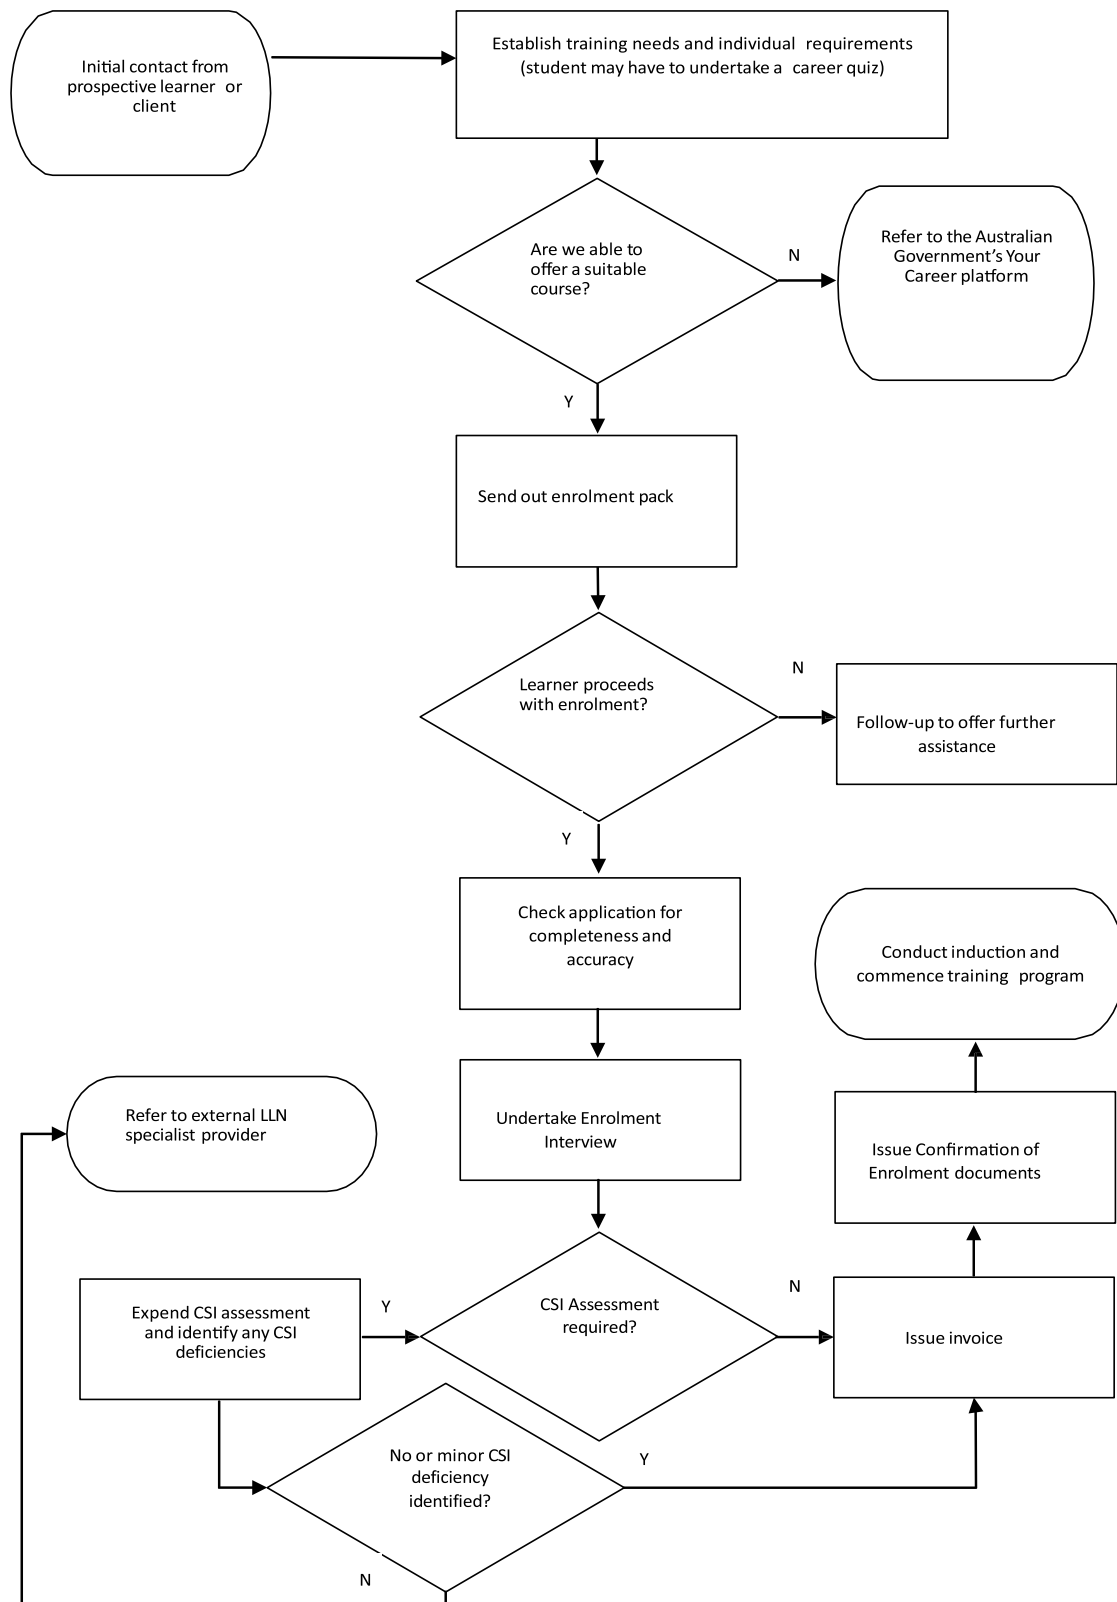 Initial contact from
prospective learner or
client
Establish training needs and individual requirements
(student may have to undertake a career quiz)
Are we able to
offer a suitable
course?
N
Refer to the Australian
Government’s Your
Career platform
Y
Send out enrolment pack
Learner proceeds
with enrolment?
N
Follow-up to offer further
assistance
Y
Check application for
completeness and
accuracy
Conduct induction and
commence training program
Undertake Enrolment
Interview
Refer to external LLN
specialist provider
Issue Confirmation of
Enrolment documents
Expend CSI assessment
and identify any CSI
deficiencies
Y
CSI Assessment
required?
N
Issue invoice
No or minor CSI
deficiency
identified?
Y
N